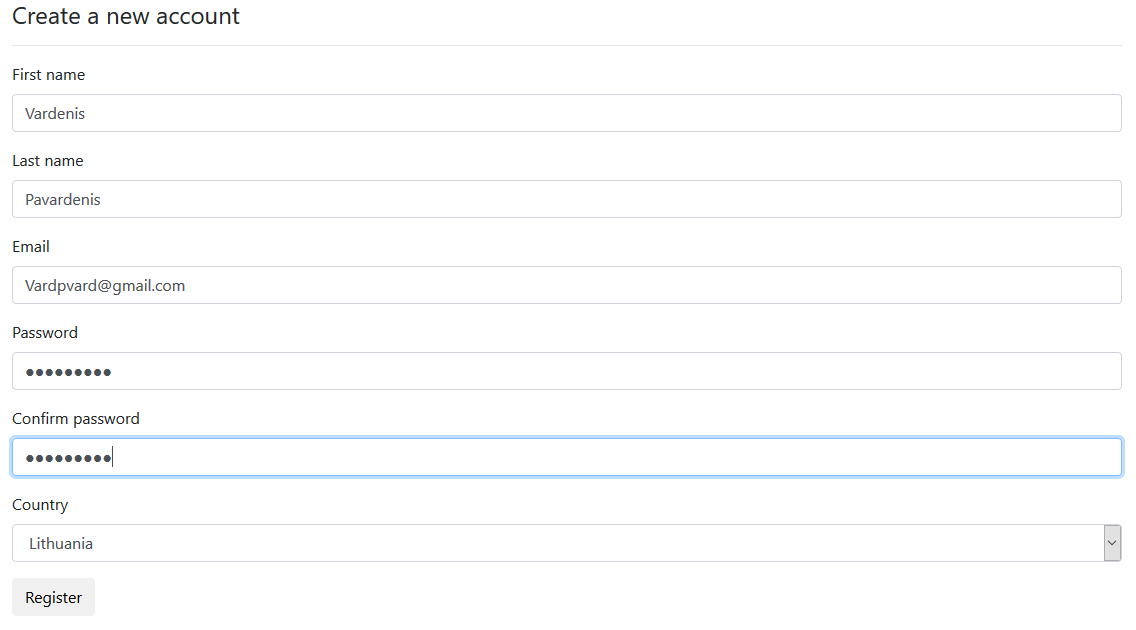 Create a new account
First name
Vardenis
Last name
Pavardenis
Email
Vardpvard@gmail.com
Password
●●●●●●●●●
Confirm password
●●●●●●●●●
Country
Lithuania
Register